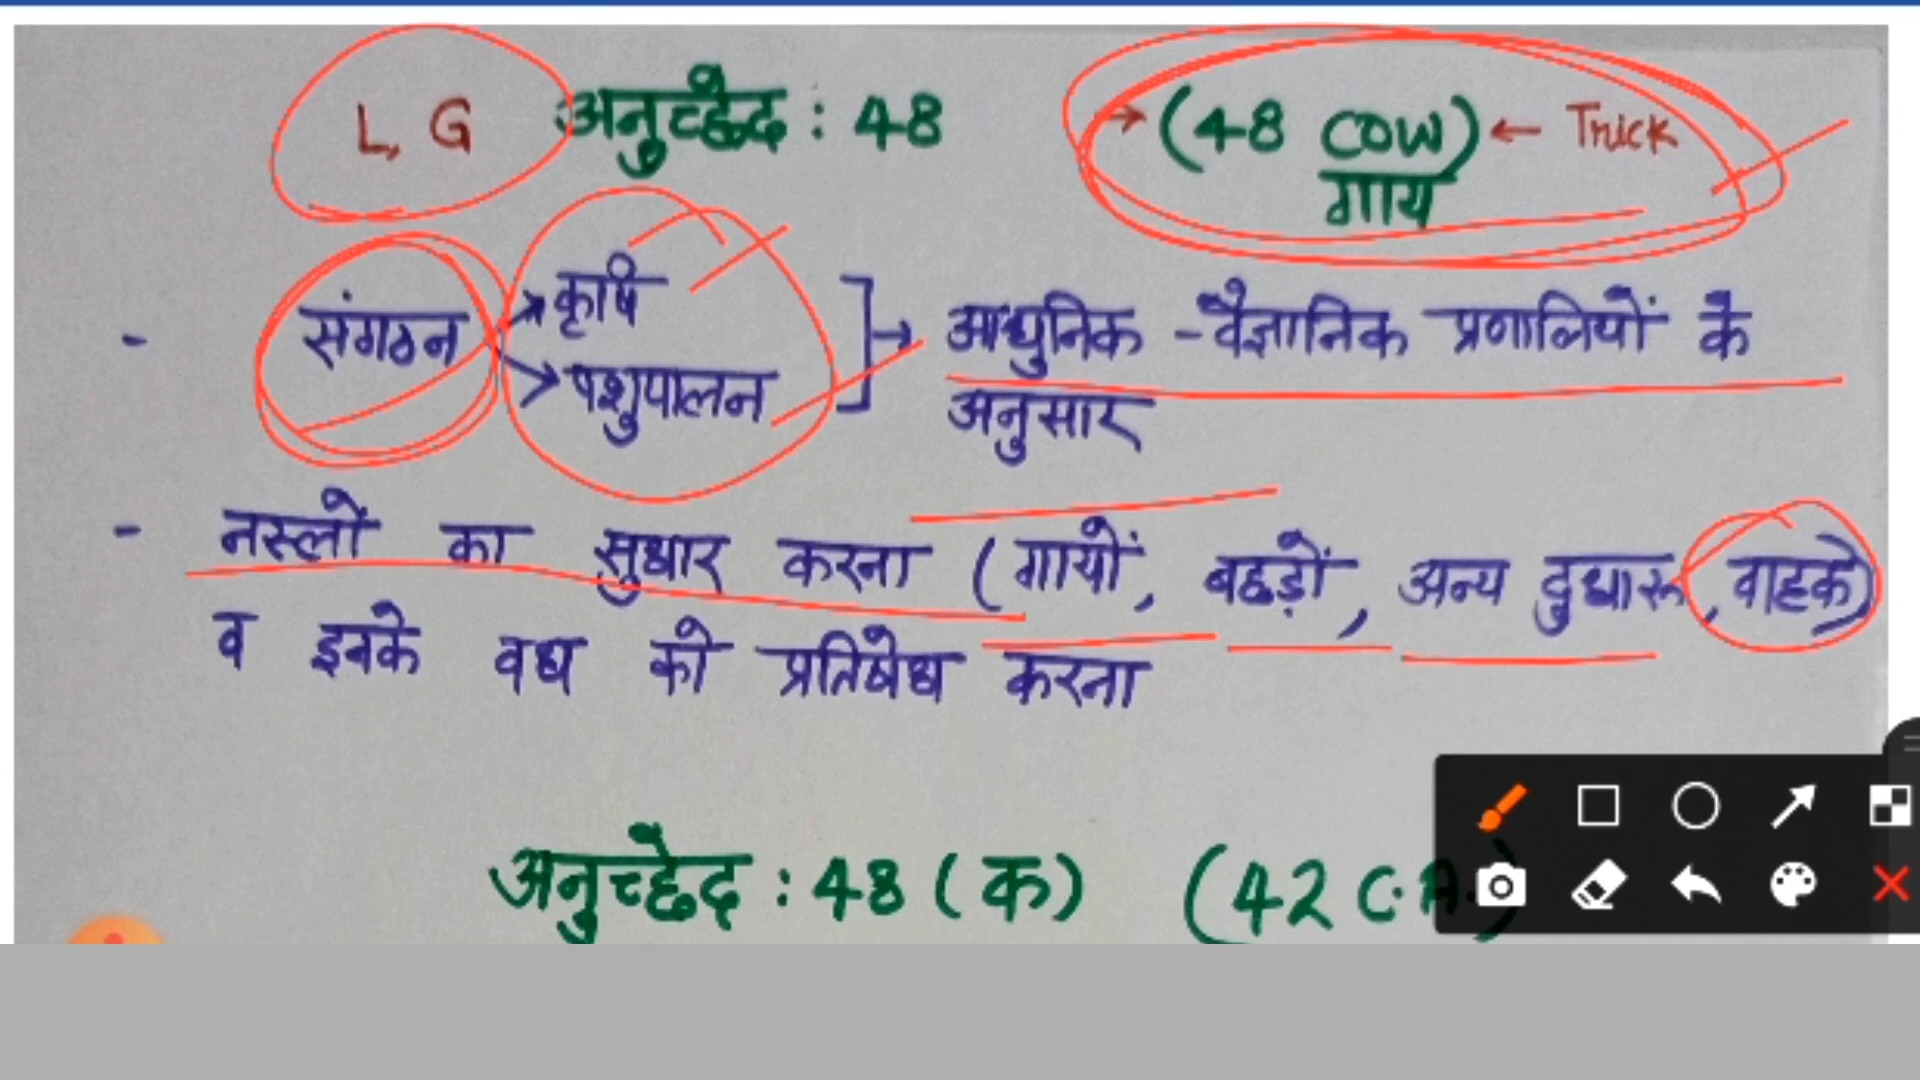 L, G अनुच्छेद : 48 → (48 COW) ← Trick
गाय
- संगठन → कृषि
→ पशुपालन ] → आधुनिक - वैज्ञानिक प्रणालियों के
अनुसार
- नस्लों का सुधार करना (गायों, बछड़ों, अन्य दुधारू, वाहके)
व इनके वध को प्रतिषेध करना
अनुच्छेद : 48 (क) (42 C.A.)